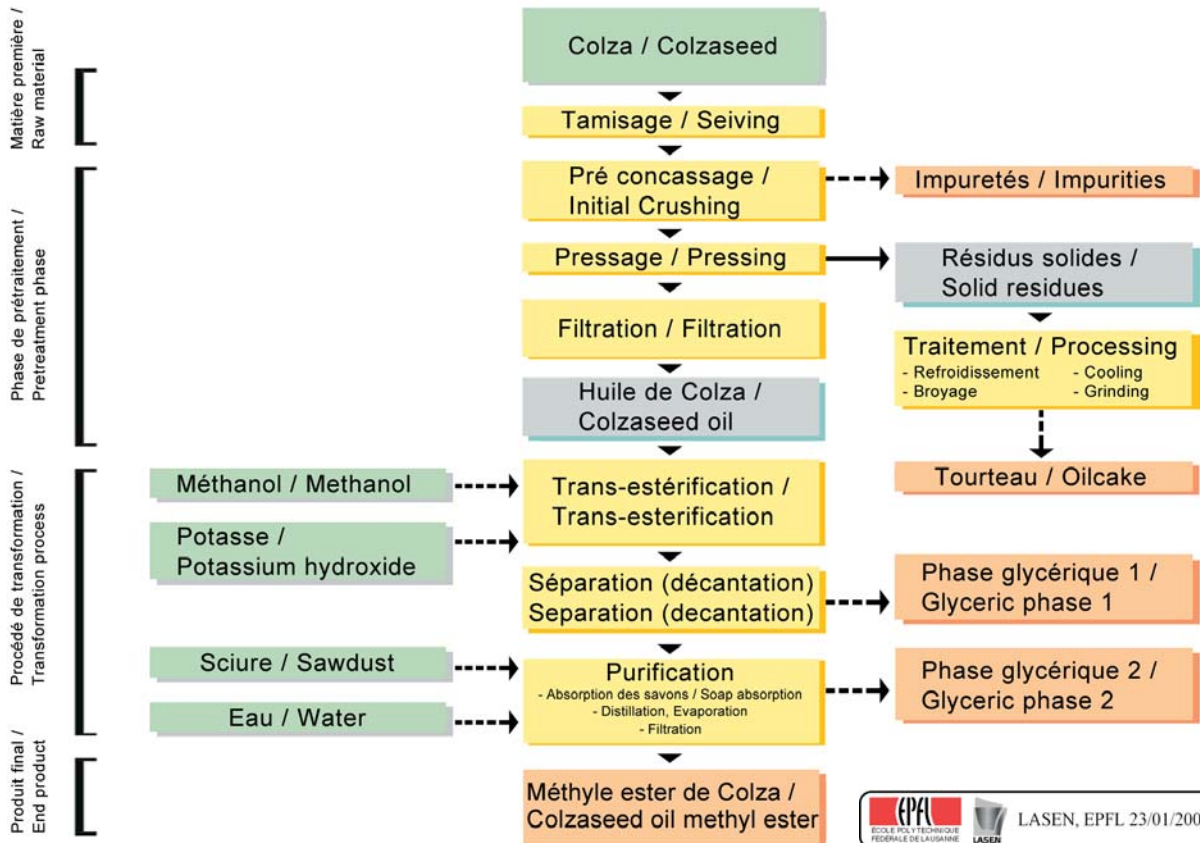 Matière première /
Raw material
Colza / Colzaseed
Tamisage / Seiving
Phase de prétraitement /
Pretreatment phase
Pré concassage /
Initial Crushing
Impuretés / Impurities
Pressage / Pressing
Résidus solides /
Solid residues
Filtration / Filtration
Traitement / Processing
- Refroidissement - Cooling
- Broyage - Grinding
Huile de Colza /
Colzaseed oil
Tourteau / Oilcake
Procédé de transformation /
Transformation process
Méthanol / Methanol
Trans-estérification /
Trans-esterification
Potasse /
Potassium hydroxide
Séparation (décantation)
Separation (decantation)
Phase glycérique 1 /
Glyceric phase 1
Sciure / Sawdust
Eau / Water
Purification
- Absorption des savons / Soap absorption
- Distillation, Evaporation
- Filtration
Phase glycérique 2 /
Glyceric phase 2
Produit final /
End product
Méthyle ester de Colza /
Colzaseed oil methyl ester
EPFL
ÉCOLE POLYTECHNIQUE
FÉDÉRALE DE LAUSANNE
LASEN
LASEN, EPFL 23/01/200